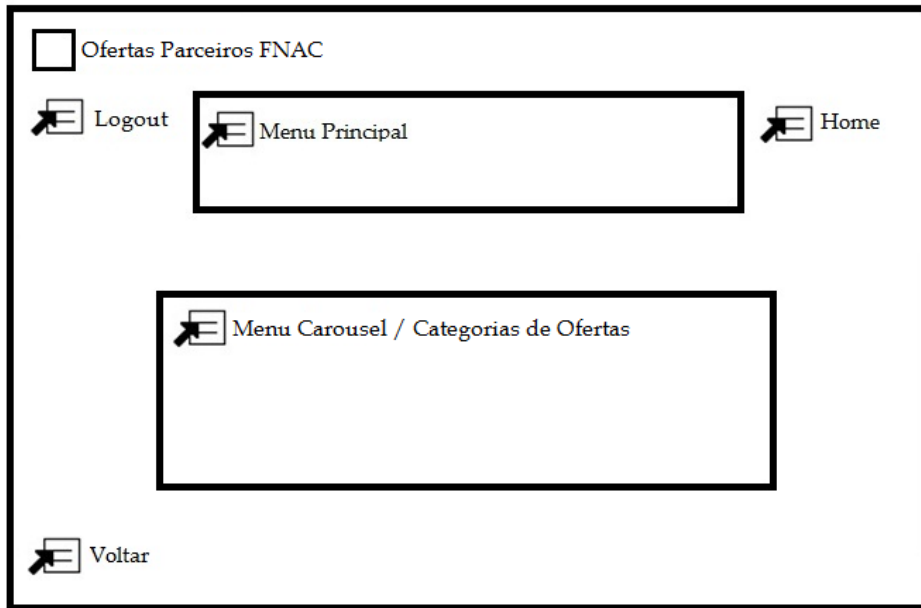 Ofertas Parceiros FNAC
Logout
Menu Principal
Home
Menu Carousel / Categorias de Ofertas
Voltar